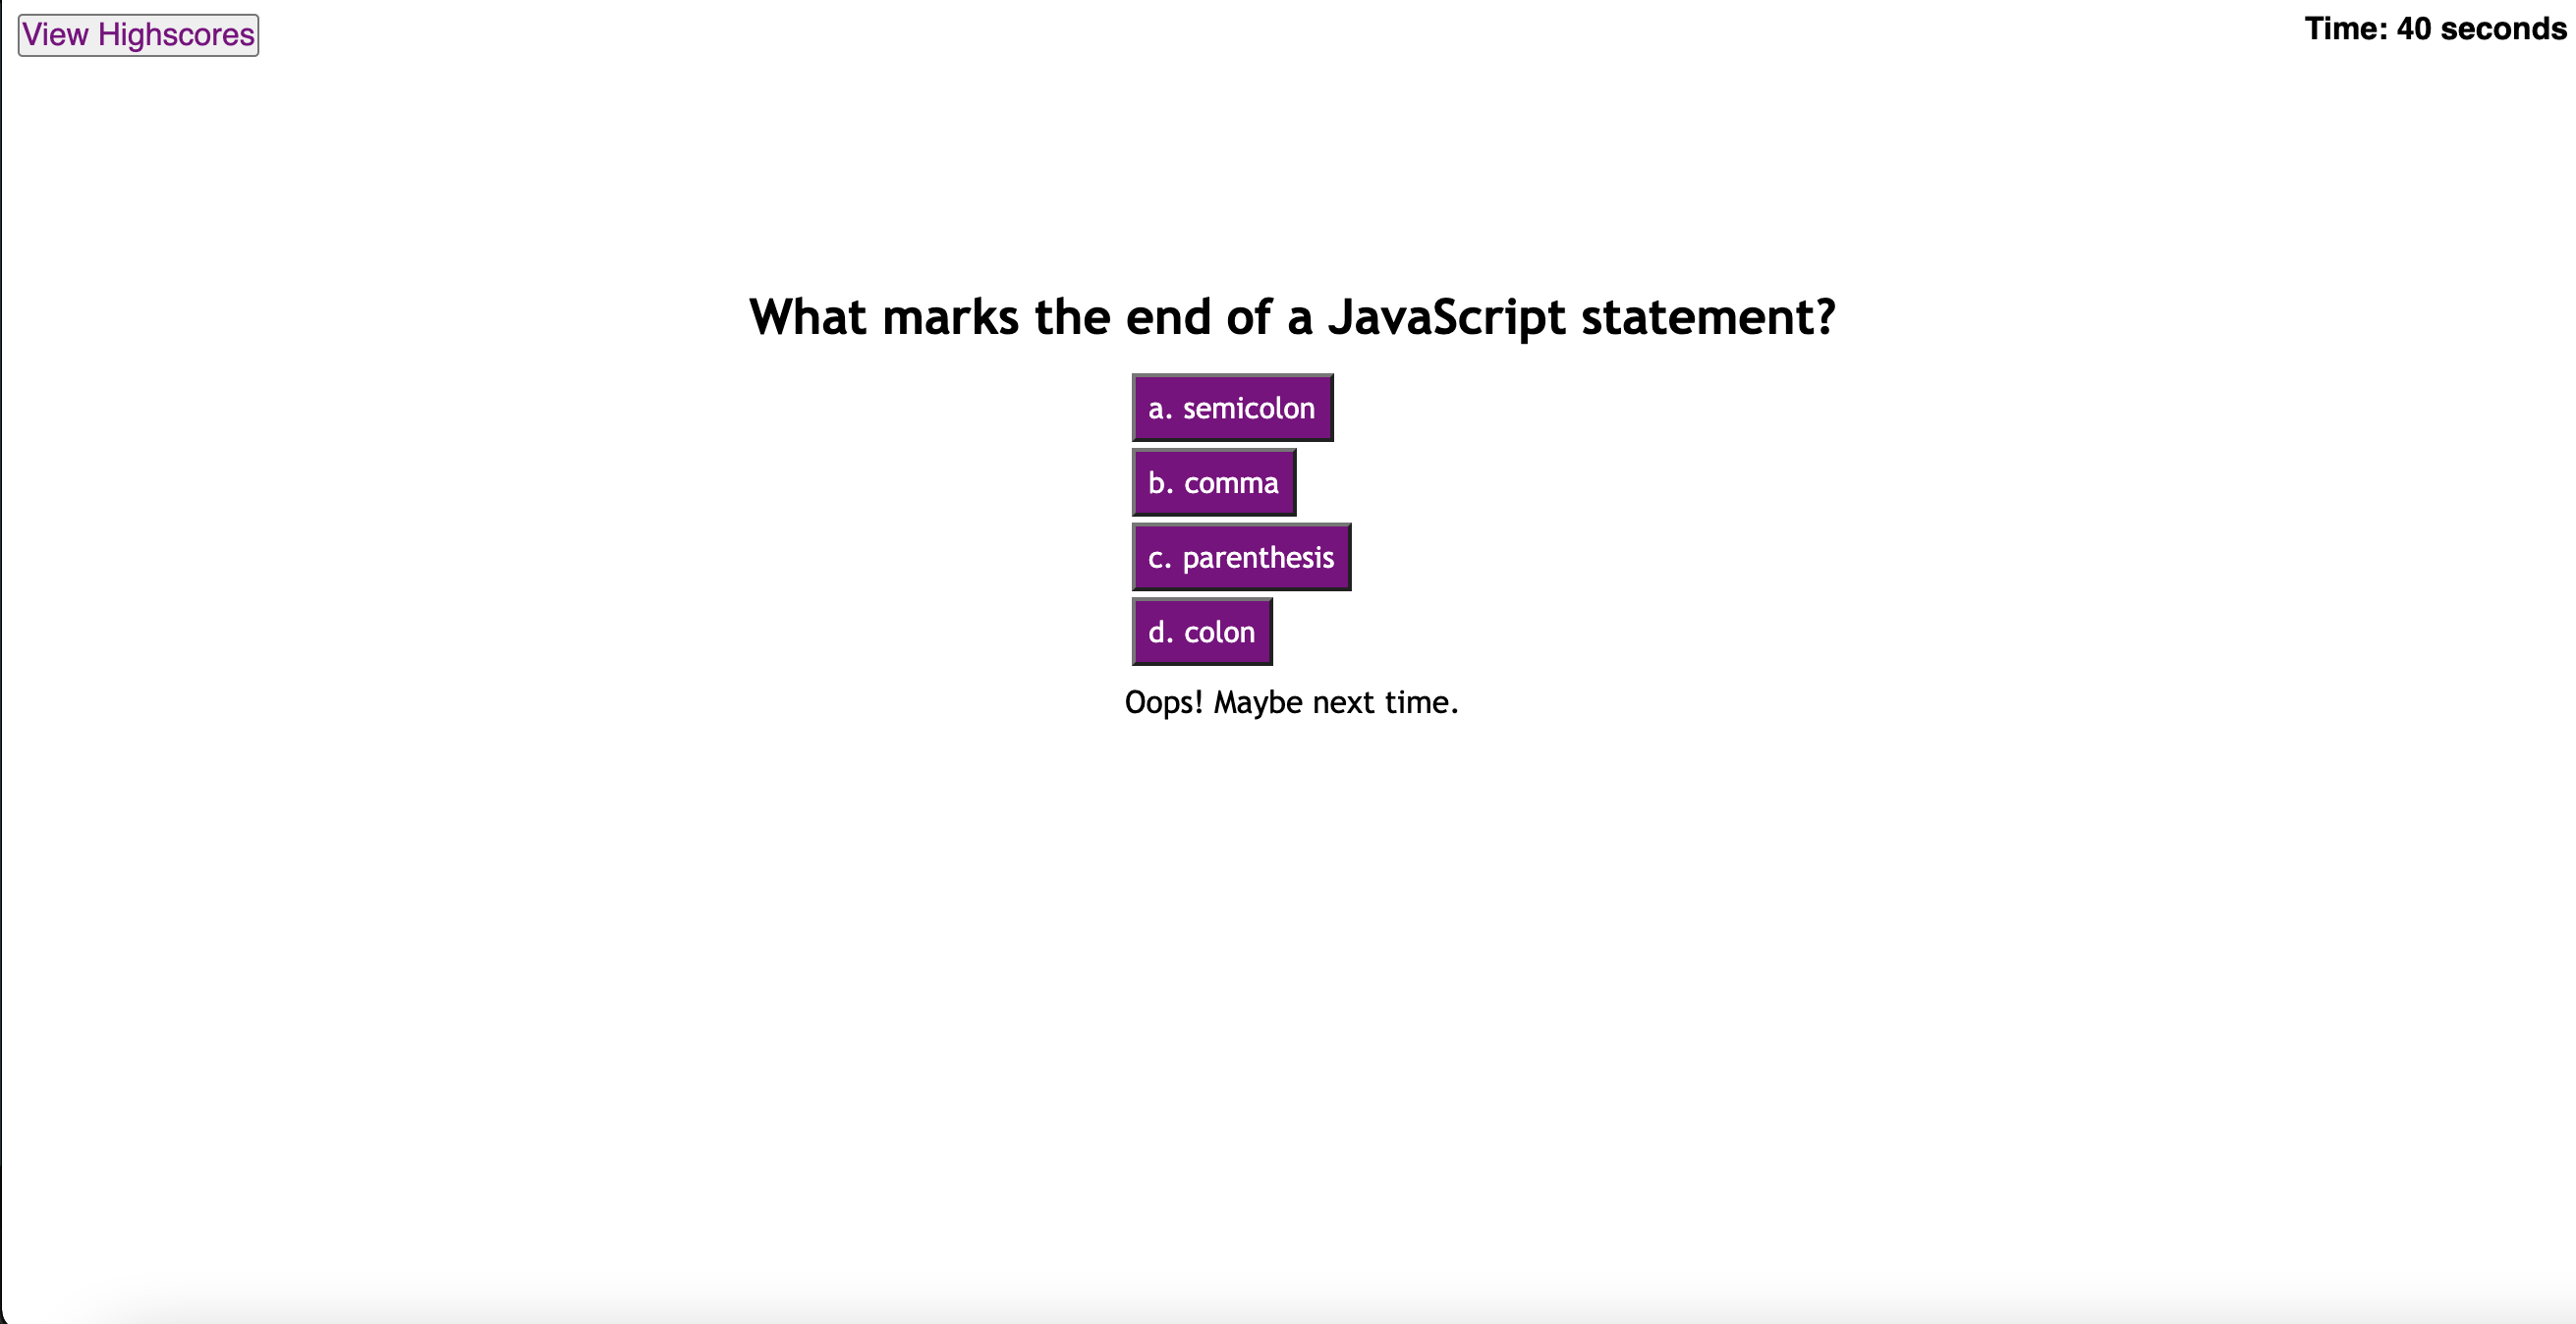 View Highscores
Time: 40 seconds
What marks the end of a JavaScript statement?
a. semicolon
b. comma
c. parenthesis
d. colon
Oops! Maybe next time.